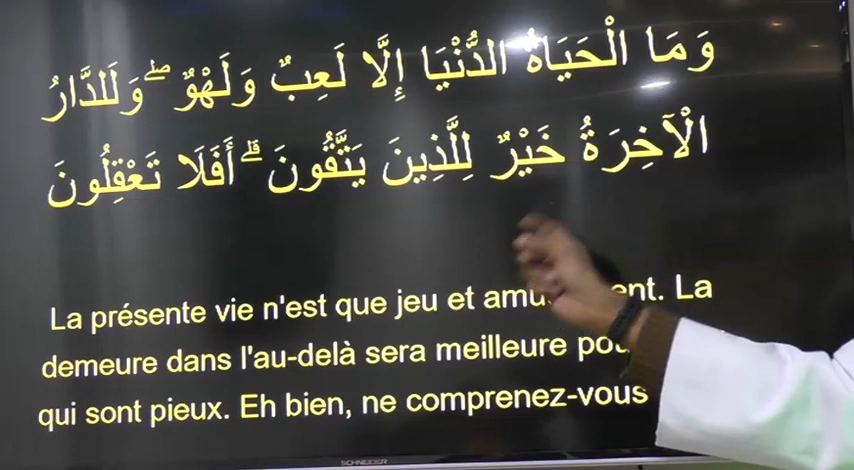 وَمَا الْحَيَاةُ الدُّنْيَا إِلَّا لَعِبٌ وَلَهْوٌ ۖ وَلَلدَّارُ
الْآخِرَةُ خَيْرٌ لِلَّذِينَ يَتَّقُونَ ۗ أَفَلَا تَعْقِلُونَ
La présente vie n'est que jeu et La
demeure dans l'au-delà sera meilleure
qui sont pieux. Eh bien, ne comprenez-vous
SCHNEIDER